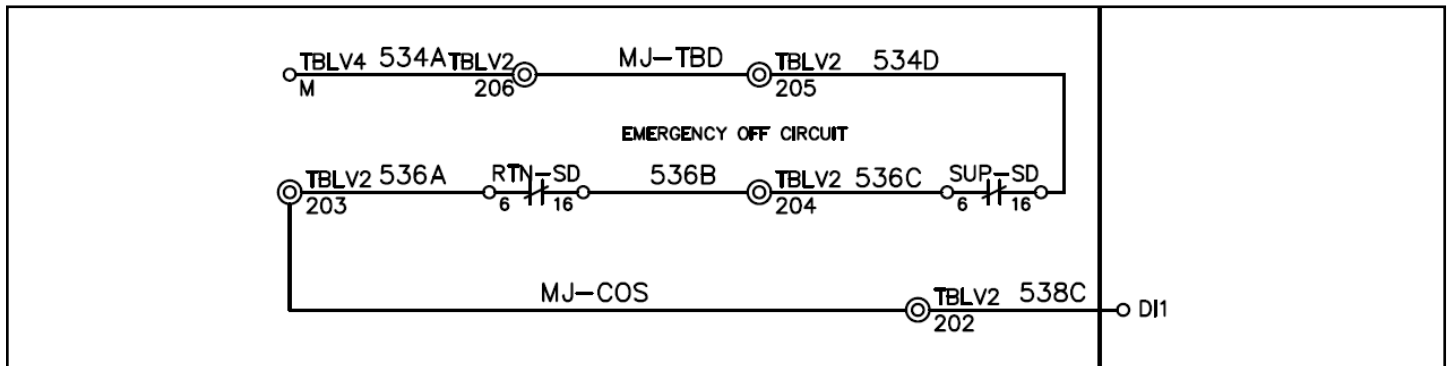 TBLV4 534A TBLV2 MJ-TBD TBLV2 534D
M 206 205
EMERGENCY OFF CIRCUIT
TBLV2 536A RTN-SD 536B TBLV2 536C SUP-SD
203 6 16 204 6 16
MJ-COS TBLV2 538C DI1
202